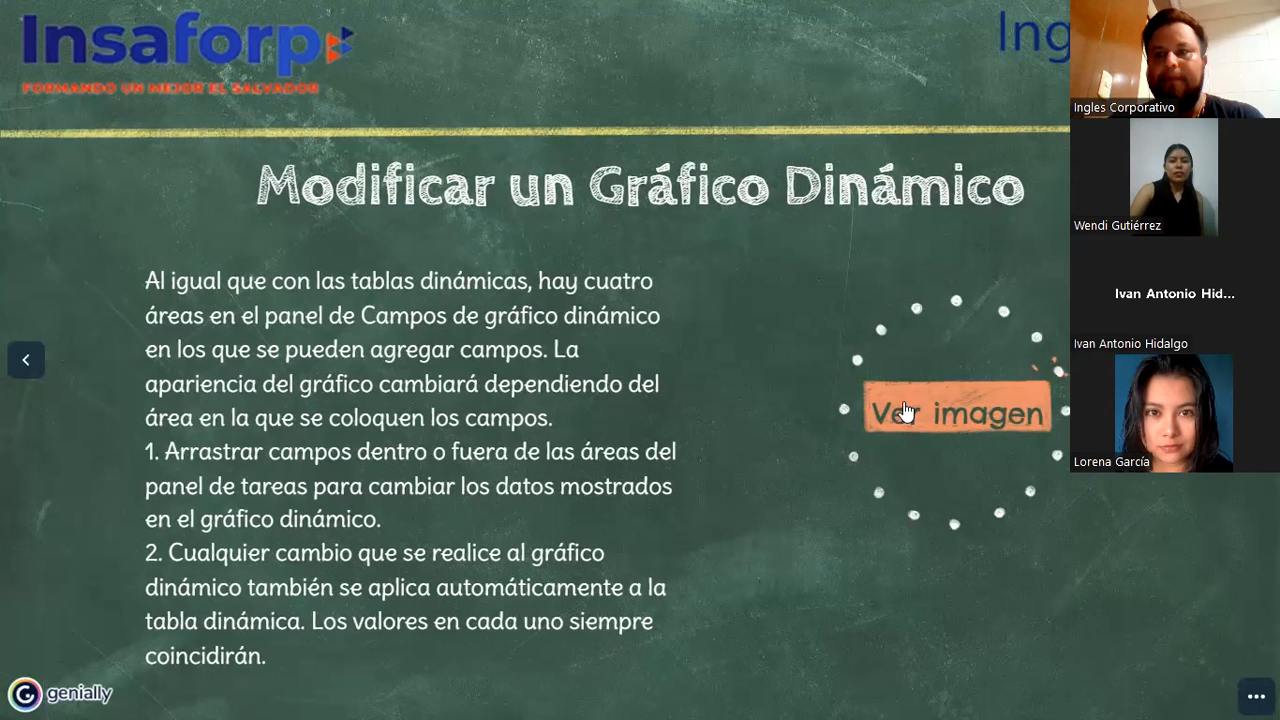 Insaforp
FORMANDO UN MEJOR EL SALVADOR
Ing
Modificar un Gráfico Dinámico
Al igual que con las tablas dinámicas, hay cuatro
áreas en el panel de Campos de gráfico dinámico
en los que se pueden agregar campos. La
apariencia del gráfico cambiará dependiendo del
área en la que se coloquen los campos.
1. Arrastrar campos dentro o fuera de las áreas del
panel de tareas para cambiar los datos mostrados
en el gráfico dinámico.
2. Cualquier cambio que se realice al gráfico
dinámico también se aplica automáticamente a la
tabla dinámica. Los valores en cada uno siempre
coincidirán.
Ver imagen
genially
Ingles Corporativo
Wendi Gutiérrez
Ivan Antonio Hid...
Ivan Antonio Hidalgo
Lorena García